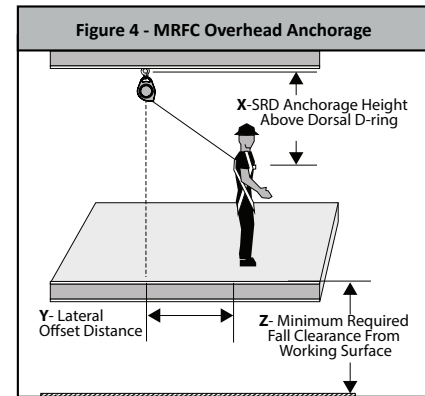 Figure 4 - MRFC Overhead Anchorage
X-SRD Anchorage Height
Above Dorsal D-ring
Y- Lateral
Offset Distance
Z- Minimum Required
Fall Clearance From
Working Surface